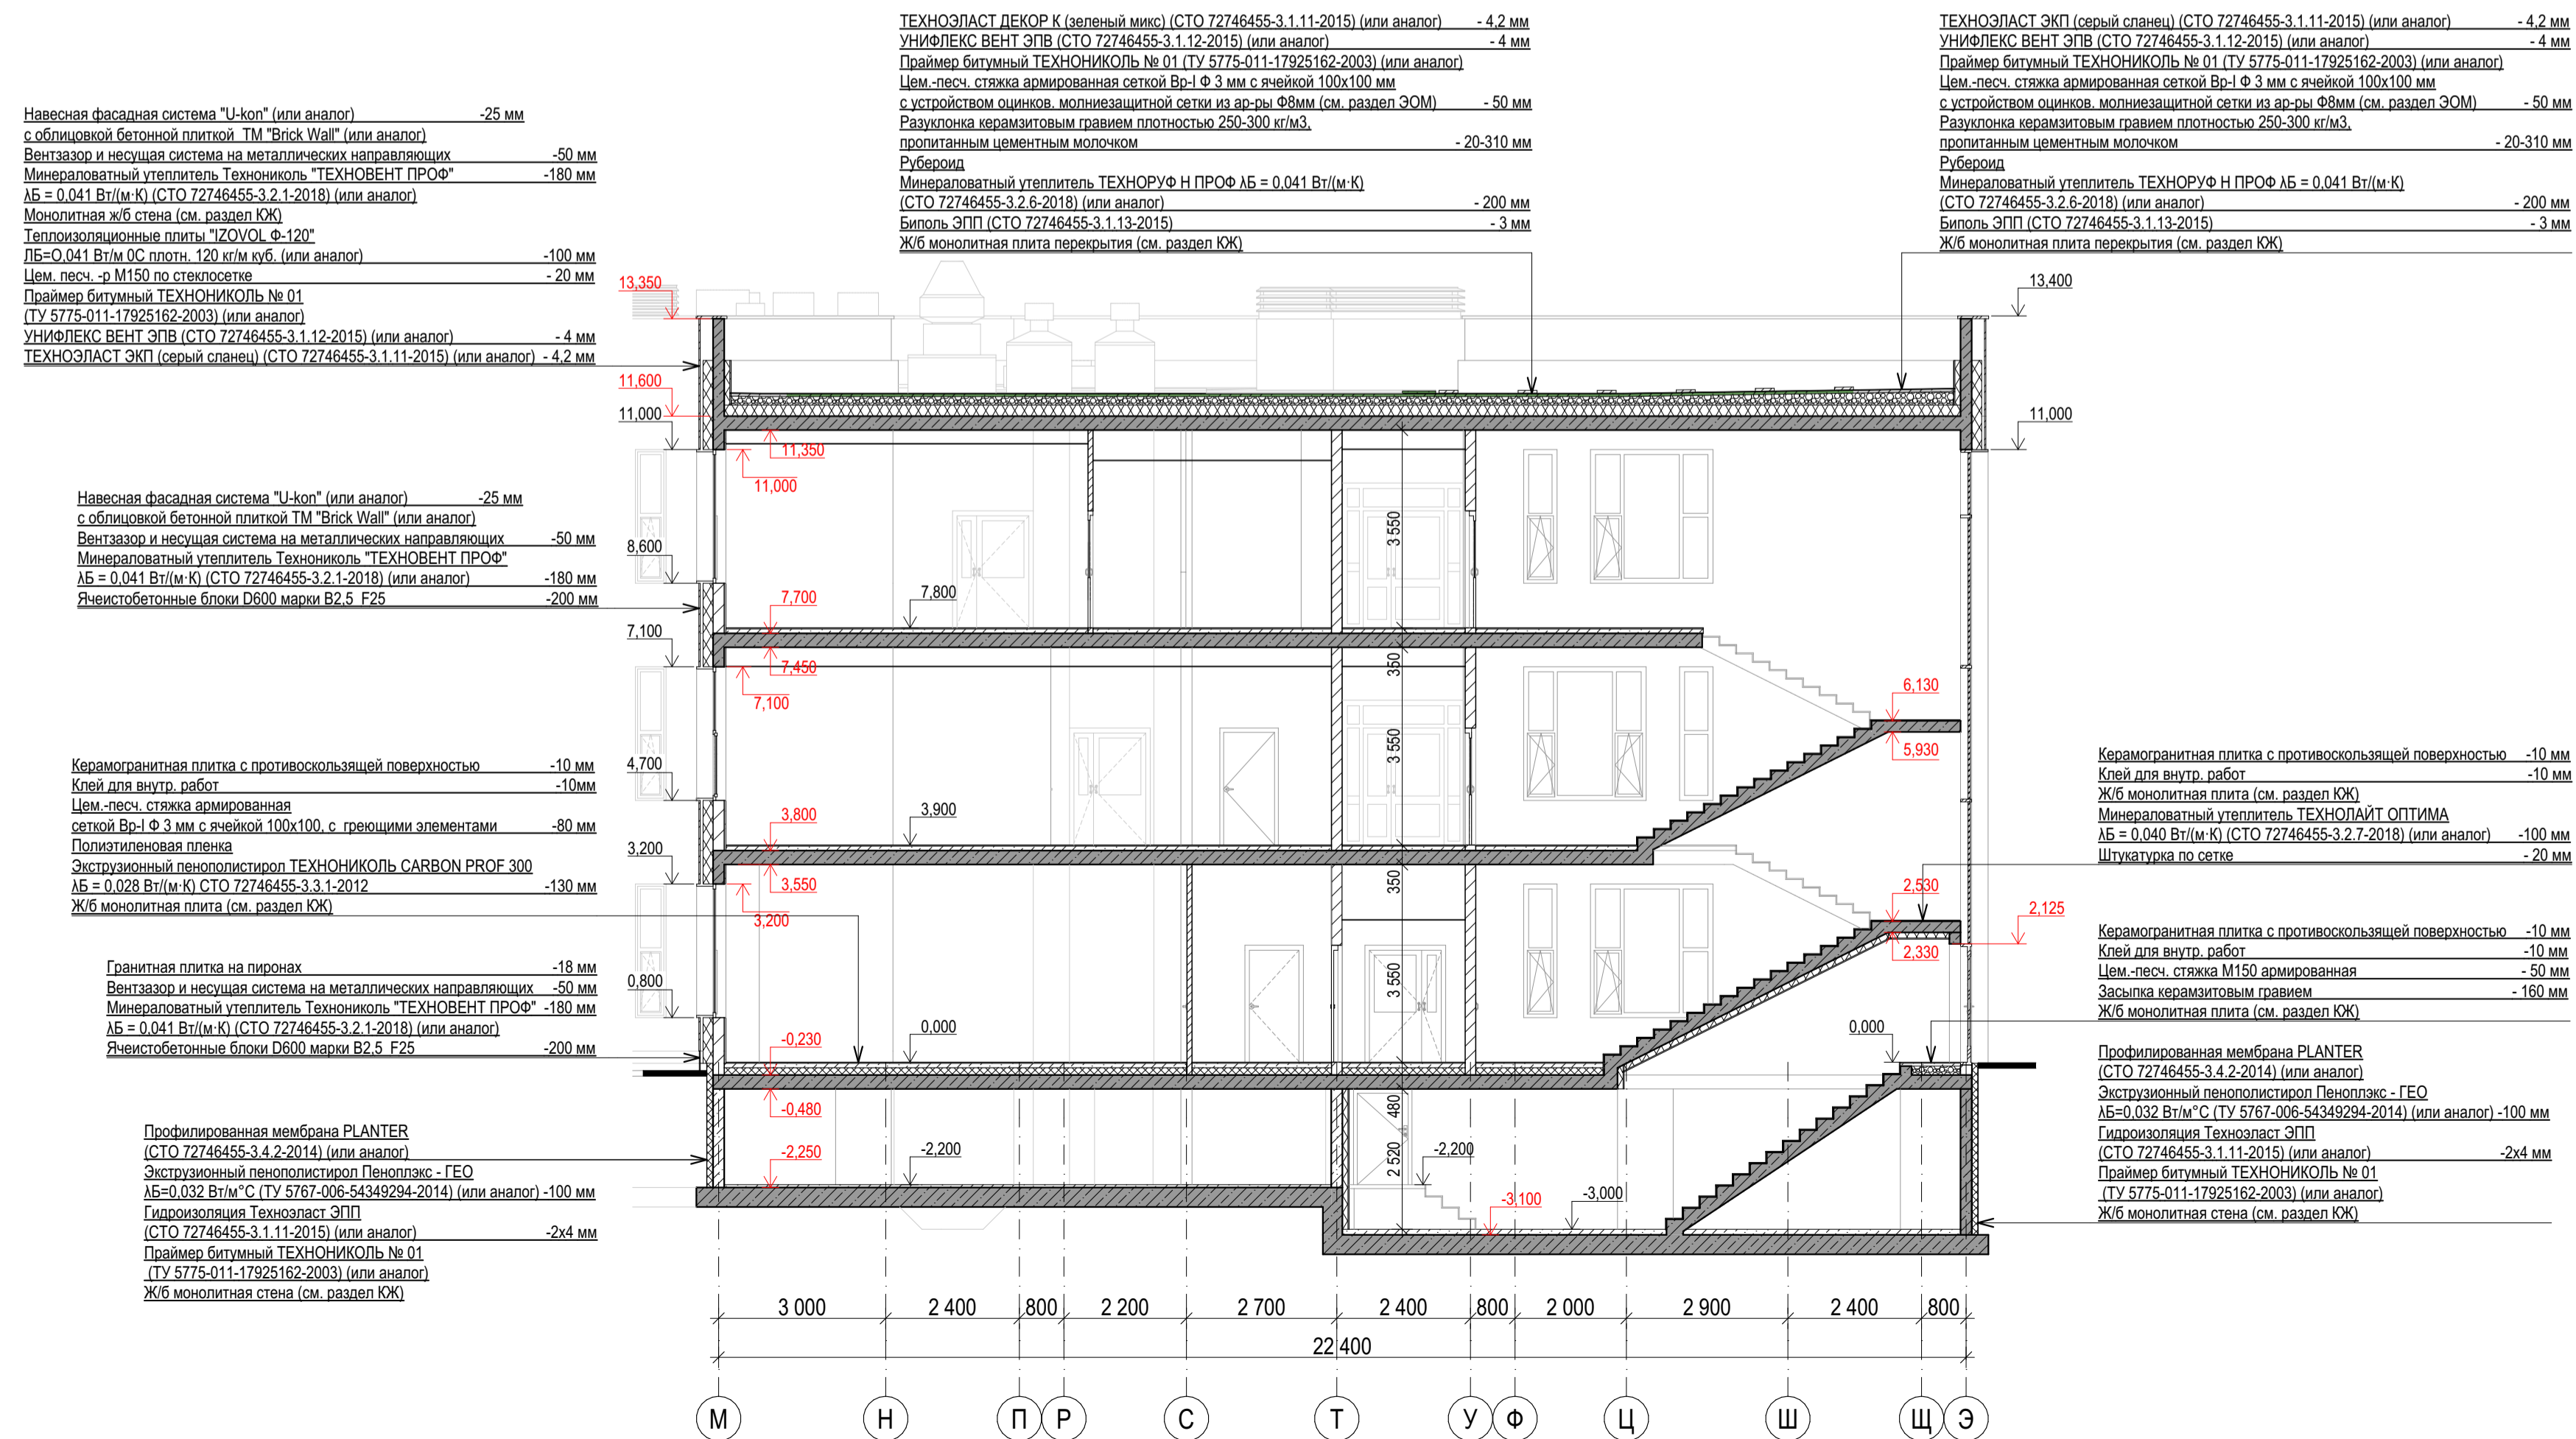 ТЕХНОЭЛАСТ ДЕКОР К (зеленый микс) (СТО 72746455-3.1.11-2015) (или аналог) - 4,2 мм
УНИФЛЕКС ВЕНТ ЭПВ (СТО 72746455-3.1.12-2015) (или аналог) - 4 мм
Праймер битумный ТЕХНОНИКОЛЬ № 01 (ТУ 5775-011-17925162-2003) (или аналог)
Цем.-песч. стяжка армированная сеткой Вр-I Ф 3 мм с ячейкой 100х100 мм
с устройством оцинков. молниезащитной сетки из ар-ры Ф8мм (см. раздел ЭОМ) - 50 мм
Разуклонка керамзитовым гравием плотностью 250-300 кг/м3,
пропитанным цементным молочком - 20-310 мм
Рубероид
Минераловатный утеплитель ТЕХНОРУФ Н ПРОФ λБ = 0,041 Вт/(м·К)
(СТО 72746455-3.2.6-2018) (или аналог) - 200 мм
Биполь ЭПП (СТО 72746455-3.1.13-2015) - 3 мм
Ж/б монолитная плита перекрытия (см. раздел КЖ)
ТЕХНОЭЛАСТ ЭКП (серый сланец) (СТО 72746455-3.1.11-2015) (или аналог) - 4,2 мм
УНИФЛЕКС ВЕНТ ЭПВ (СТО 72746455-3.1.12-2015) (или аналог) - 4 мм
Праймер битумный ТЕХНОНИКОЛЬ № 01 (ТУ 5775-011-17925162-2003) (или аналог)
Цем.-песч. стяжка армированная сеткой Вр-I Ф 3 мм с ячейкой 100х100 мм
с устройством оцинков. молниезащитной сетки из ар-ры Ф8мм (см. раздел ЭОМ) - 50 мм
Разуклонка керамзитовым гравием плотностью 250-300 кг/м3,
пропитанным цементным молочком - 20-310 мм
Рубероид
Минераловатный утеплитель ТЕХНОРУФ Н ПРОФ λБ = 0,041 Вт/(м·К)
(СТО 72746455-3.2.6-2018) (или аналог) - 200 мм
Биполь ЭПП (СТО 72746455-3.1.13-2015) - 3 мм
Ж/б монолитная плита перекрытия (см. раздел КЖ)
Навесная фасадная система "U-kon" (или аналог) -25 мм
с облицовкой бетонной плиткой ТМ "Brick Wall" (или аналог)
Вентзазор и несущая система на металлических направляющих -50 мм
Минераловатный утеплитель Технониколь "ТЕХНОВЕНТ ПРОФ" -180 мм
λБ = 0,041 Вт/(м·К) (СТО 72746455-3.2.1-2018) (или аналог)
Монолитная ж/б стена (см. раздел КЖ)
Теплоизоляционные плиты "IZOVOL Ф-120"
ЛБ=О,041 Вт/м 0С плотн. 120 кг/м куб. (или аналог) -100 мм
Цем. песч. -р М150 по стеклосетке - 20 мм
Праймер битумный ТЕХНОНИКОЛЬ № 01
(ТУ 5775-011-17925162-2003) (или аналог)
УНИФЛЕКС ВЕНТ ЭПВ (СТО 72746455-3.1.12-2015) (или аналог) - 4 мм
ТЕХНОЭЛАСТ ЭКП (серый сланец) (СТО 72746455-3.1.11-2015) (или аналог) - 4,2 мм
Навесная фасадная система "U-kon" (или аналог) -25 мм
с облицовкой бетонной плиткой ТМ "Brick Wall" (или аналог)
Вентзазор и несущая система на металлических направляющих -50 мм
Минераловатный утеплитель Технониколь "ТЕХНОВЕНТ ПРОФ"
λБ = 0,041 Вт/(м·К) (СТО 72746455-3.2.1-2018) (или аналог) -180 мм
Ячеистобетонные блоки D600 марки В2,5 F25 -200 мм
Керамогранитная плитка с противоскользящей поверхностью -10 мм
Клей для внутр. работ -10мм
Цем.-песч. стяжка армированная
сеткой Вр-I Ф 3 мм с ячейкой 100х100, с греющими элементами -80 мм
Полиэтиленовая пленка
Экструзионный пенополистирол ТЕХНОНИКОЛЬ CARBON PROF 300
λБ = 0,028 Вт/(м·К) СТО 72746455-3.3.1-2012 -130 мм
Ж/б монолитная плита (см. раздел КЖ)
Гранитная плитка на пиронах -18 мм
Вентзазор и несущая система на металлических направляющих -50 мм
Минераловатный утеплитель Технониколь "ТЕХНОВЕНТ ПРОФ" -180 мм
λБ = 0,041 Вт/(м·К) (СТО 72746455-3.2.1-2018) (или аналог)
Ячеистобетонные блоки D600 марки В2,5 F25 -200 мм
Профилированная мембрана PLANTER
(СТО 72746455-3.4.2-2014) (или аналог)
Экструзионный пенополистирол Пеноплэкс - ГЕО
λБ=0,032 Вт/м°С (ТУ 5767-006-54349294-2014) (или аналог) -100 мм
Гидроизоляция Техноэласт ЭПП
(СТО 72746455-3.1.11-2015) (или аналог) -2х4 мм
Праймер битумный ТЕХНОНИКОЛЬ № 01
(ТУ 5775-011-17925162-2003) (или аналог)
Ж/б монолитная стена (см. раздел КЖ)
Керамогранитная плитка с противоскользящей поверхностью -10 мм
Клей для внутр. работ -10 мм
Ж/б монолитная плита (см. раздел КЖ)
Минераловатный утеплитель ТЕХНОЛАЙТ ОПТИМА
λБ = 0,040 Вт/(м·К) (СТО 72746455-3.2.7-2018) (или аналог) -100 мм
Штукатурка по сетке - 20 мм
Керамогранитная плитка с противоскользящей поверхностью -10 мм
Клей для внутр. работ -10 мм
Цем.-песч. стяжка М150 армированная - 50 мм
Засыпка керамзитовым гравием - 160 мм
Ж/б монолитная плита (см. раздел КЖ)
Профилированная мембрана PLANTER
(СТО 72746455-3.4.2-2014) (или аналог)
Экструзионный пенополистирол Пеноплэкс - ГЕО
λБ=0,032 Вт/м°С (ТУ 5767-006-54349294-2014) (или аналог) -100 мм
Гидроизоляция Техноэласт ЭПП
(СТО 72746455-3.1.11-2015) (или аналог) -2х4 мм
Праймер битумный ТЕХНОНИКОЛЬ № 01
(ТУ 5775-011-17925162-2003) (или аналог)
Ж/б монолитная стена (см. раздел КЖ)
13,350
13,400
11,600
11,000
11,000
11,350
11,000
3 550
8,600
7,700
7,800
7,100
7,450
350
7,100
6,130
5,930
3 550
4,700
3,800
3,900
3,200
3,550
350
3,200
2,530
2,125
2,330
3 550
0,800
-0,230
0,000
0,000
-0,480
480
-2,250
-2,200
2 520
-2,200
-3,100
-3,000
3 000
2 400
800
2 200
2 700
2 400
800
2 000
2 900
2 400
800
22 400
М
Н
П
Р
С
Т
У
Ф
Ц
Ш
Щ
Э